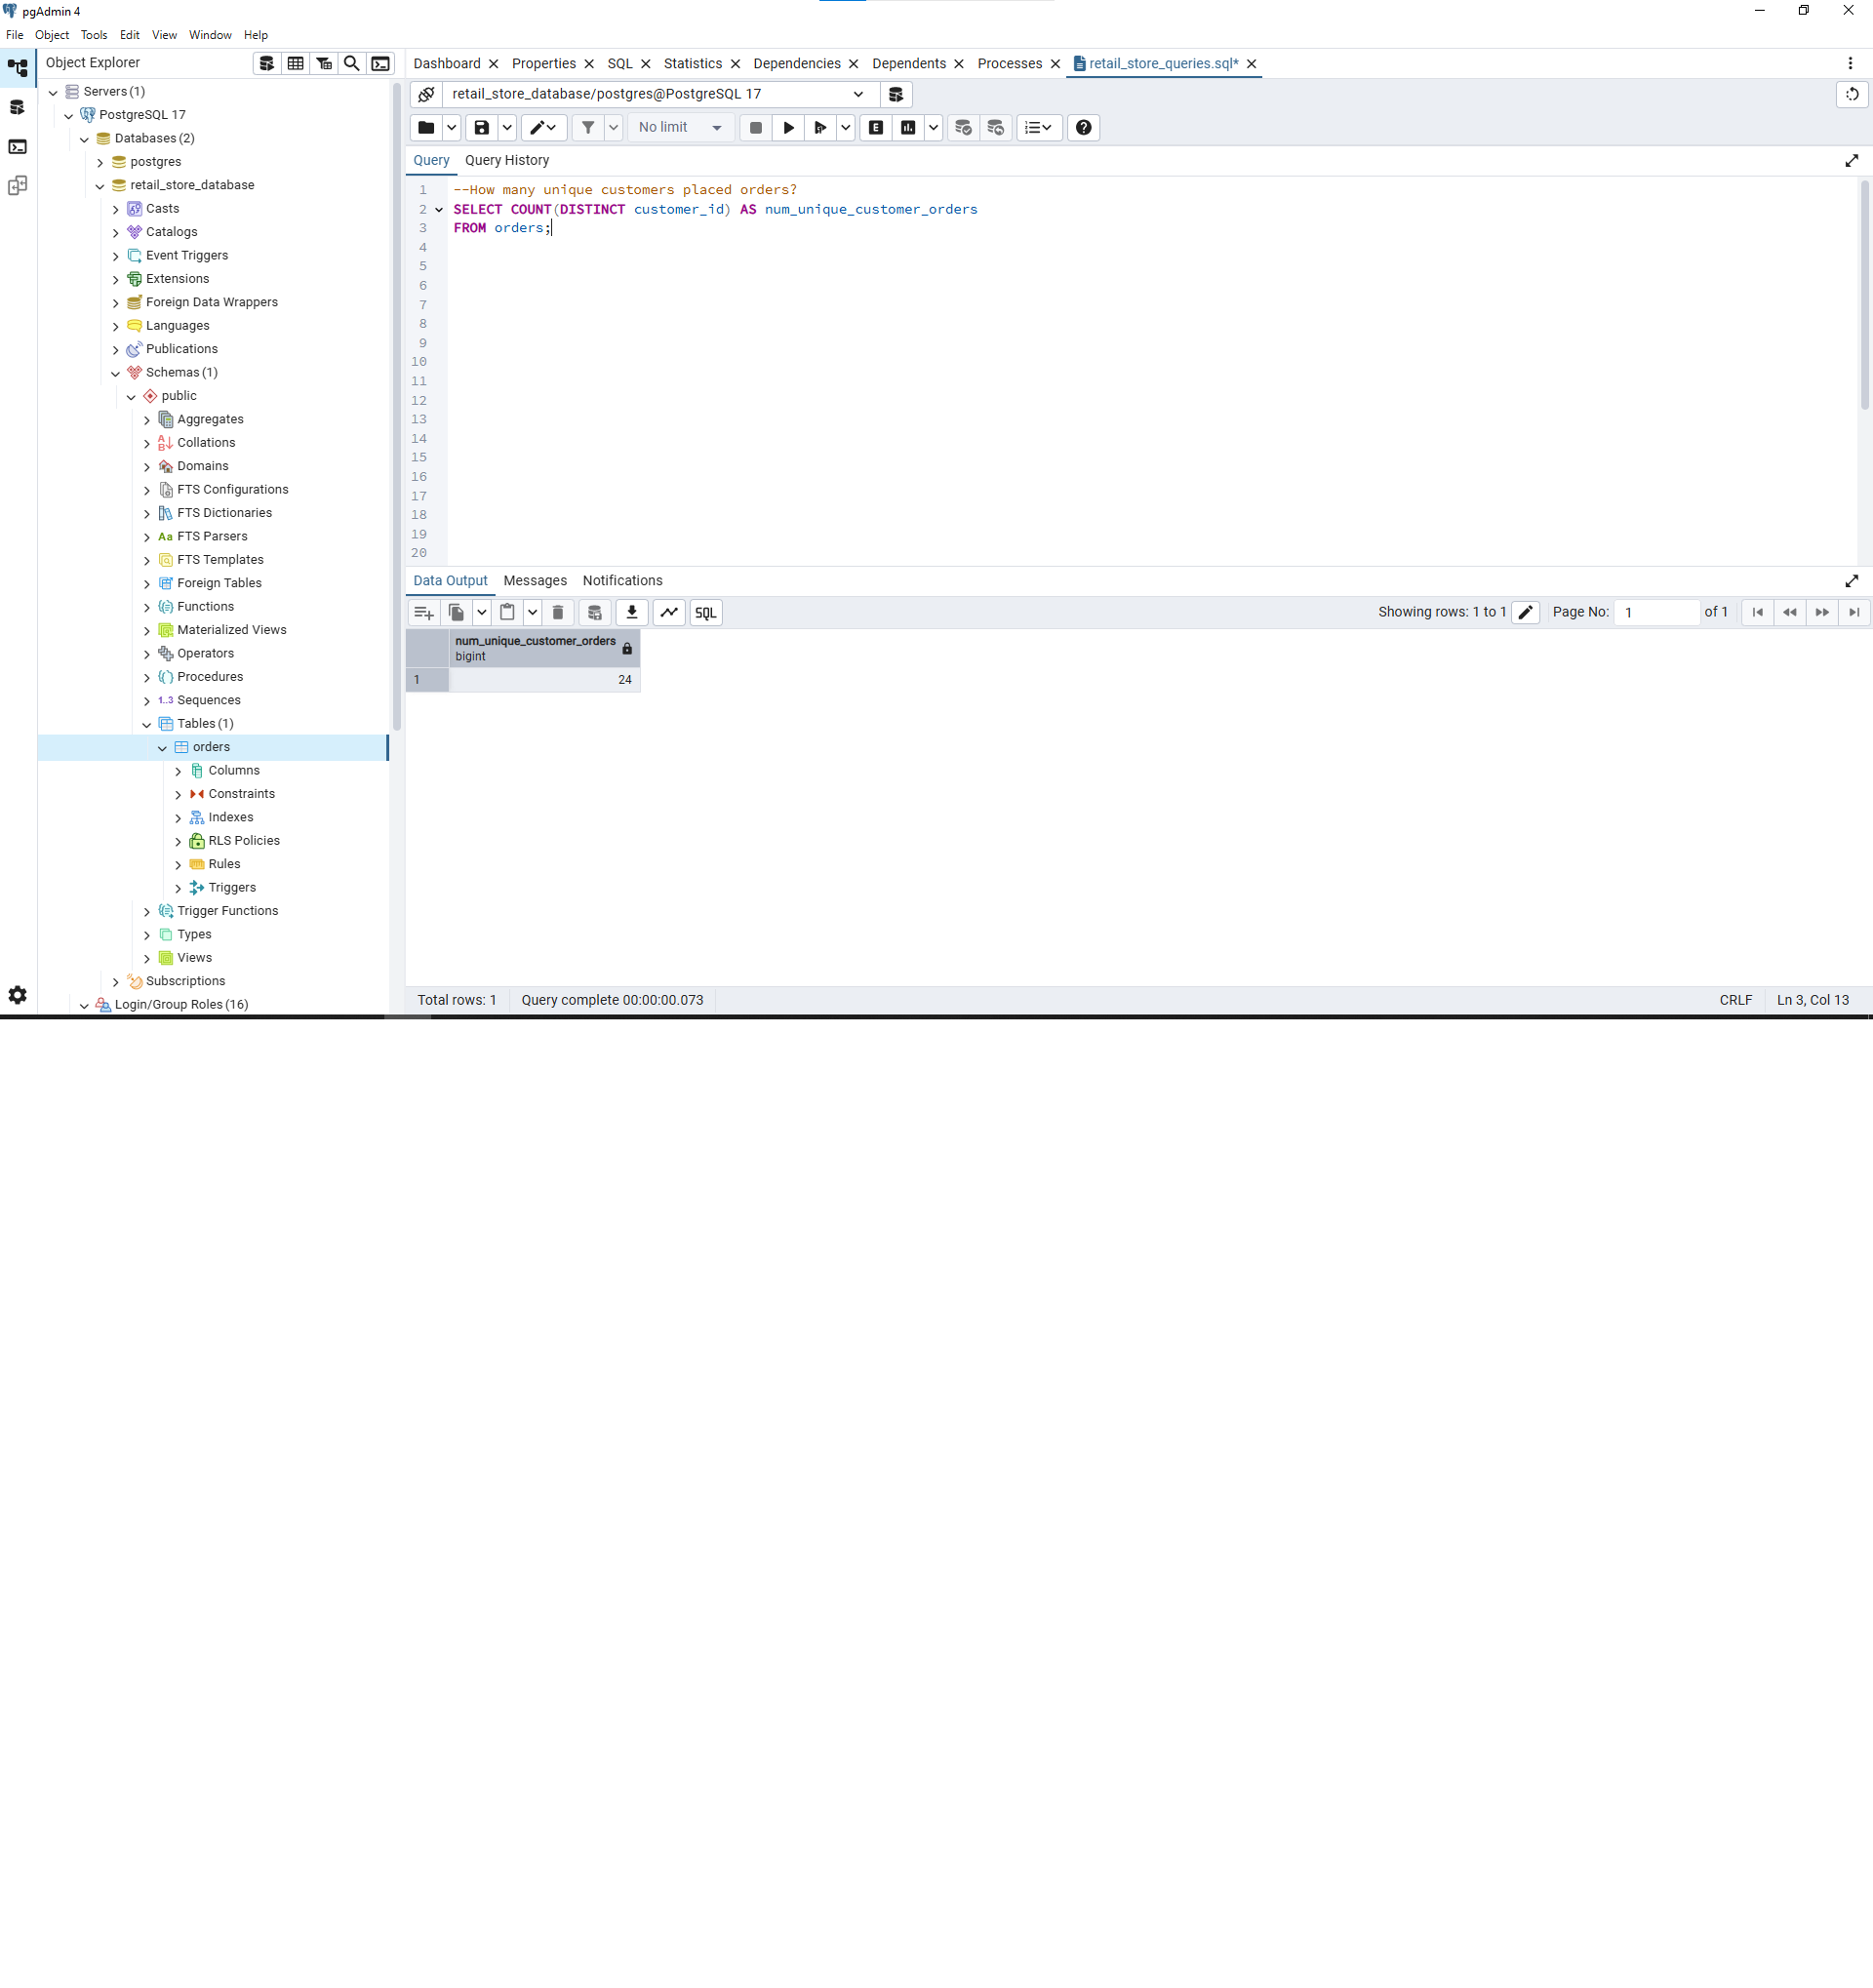 pgAdmin 4
File Object Tools Edit View Window Help
Object Explorer
Dashboard Properties SQL Statistics Dependencies Dependents Processes retail_store_queries.sql*
Servers (1)
PostgreSQL 17
Databases (2)
postgres
retail_store_database
Casts
Catalogs
Event Triggers
Extensions
Foreign Data Wrappers
Languages
Publications
Schemas (1)
public
Aggregates
Collations
Domains
FTS Configurations
FTS Dictionaries
Aa FTS Parsers
FTS Templates
Foreign Tables
Functions
Materialized Views
Operators
Procedures
1..3 Sequences
Tables (1)
orders
Columns
Constraints
Indexes
RLS Policies
Rules
Triggers
Trigger Functions
Types
Views
Subscriptions
Login/Group Roles (16)
retail_store_database/postgres@PostgreSQL 17
No limit
E
Query Query History
1 --How many unique customers placed orders?
2 SELECT COUNT(DISTINCT customer_id) AS num_unique_customer_orders
3 FROM orders;
4
5
6
7
8
9
10
11
12
13
14
15
16
17
18
19
20
Data Output Messages Notifications
SQL Showing rows: 1 to 1 Page No: 1 of 1
num_unique_customer_orders
bigint
1 24
Total rows: 1 Query complete 00:00:00.073 CRLF Ln 3, Col 13